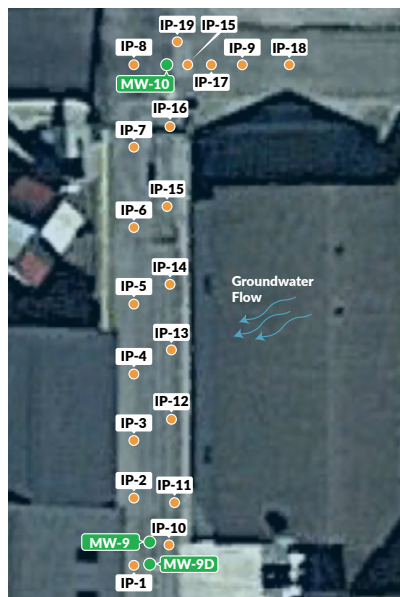 IP-19
IP-15
IP-8
IP-9
IP-18
MW-10
IP-17
IP-16
IP-7
IP-15
IP-6
IP-14
Groundwater
Flow
IP-5
IP-13
IP-4
IP-12
IP-3
IP-2
IP-11
IP-10
MW-9
MW-9D
IP-1